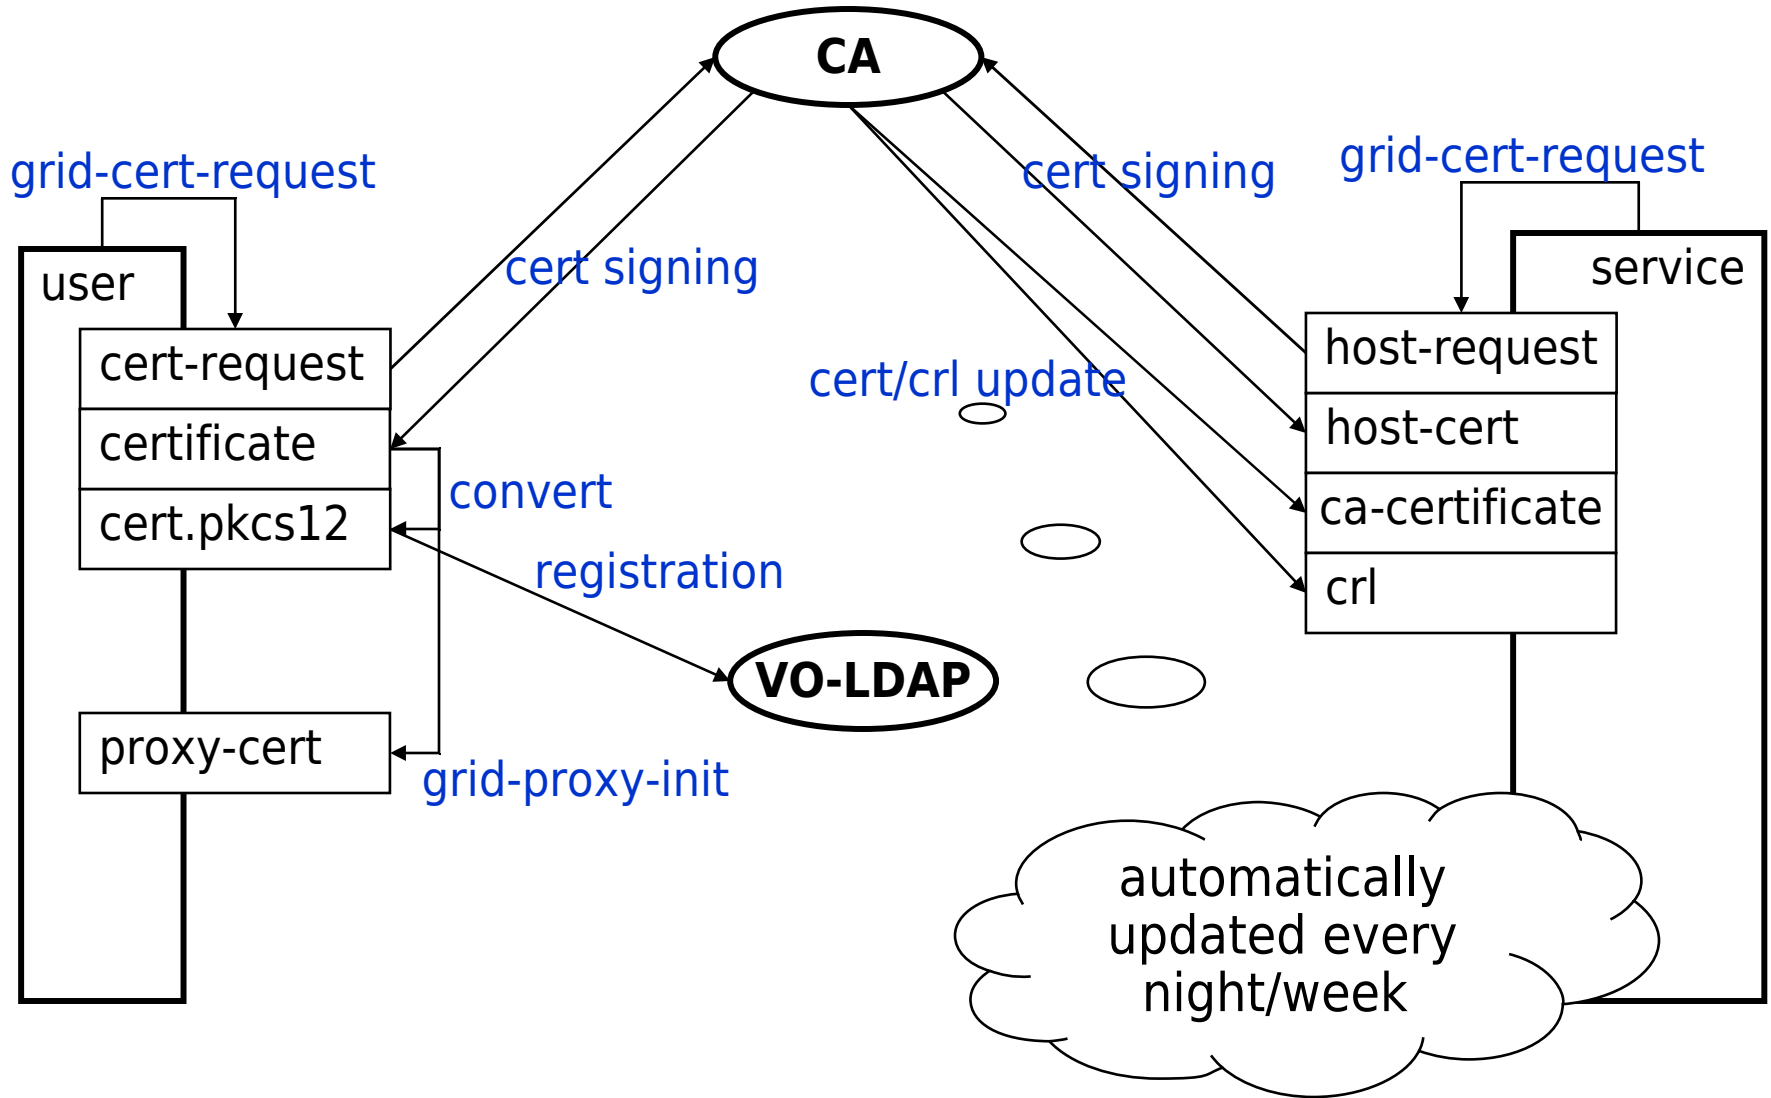 CA
grid-cert-request
cert signing
grid-cert-request
user
cert signing
service
cert-request
certificate
cert.pkcs12
convert
registration
cert/crl update
host-request
host-cert
ca-certificate
crl
VO-LDAP
proxy-cert
grid-proxy-init
automatically
updated every
night/week